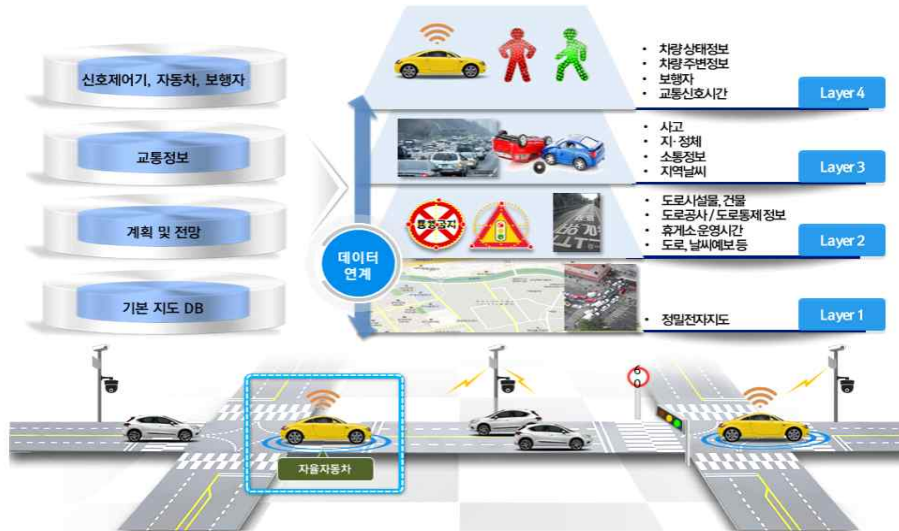 신호제어기, 자동차, 보행자
교통정보
계획 및 전망
기본 지도 DB
데이터
연계
• 차량 상태정보
• 차량 주변정보
• 보행자
• 교통신호시간
Layer 4
• 사고
• 지·정체
• 소통정보
• 지역날씨
Layer 3
통행금지
• 도로시설물, 건물
• 도로공사 / 도로통제 정보
• 휴게소 운영시간
• 도로, 날씨예보 등
Layer 2
• 정밀전자지도
Layer 1
60
자율자동차